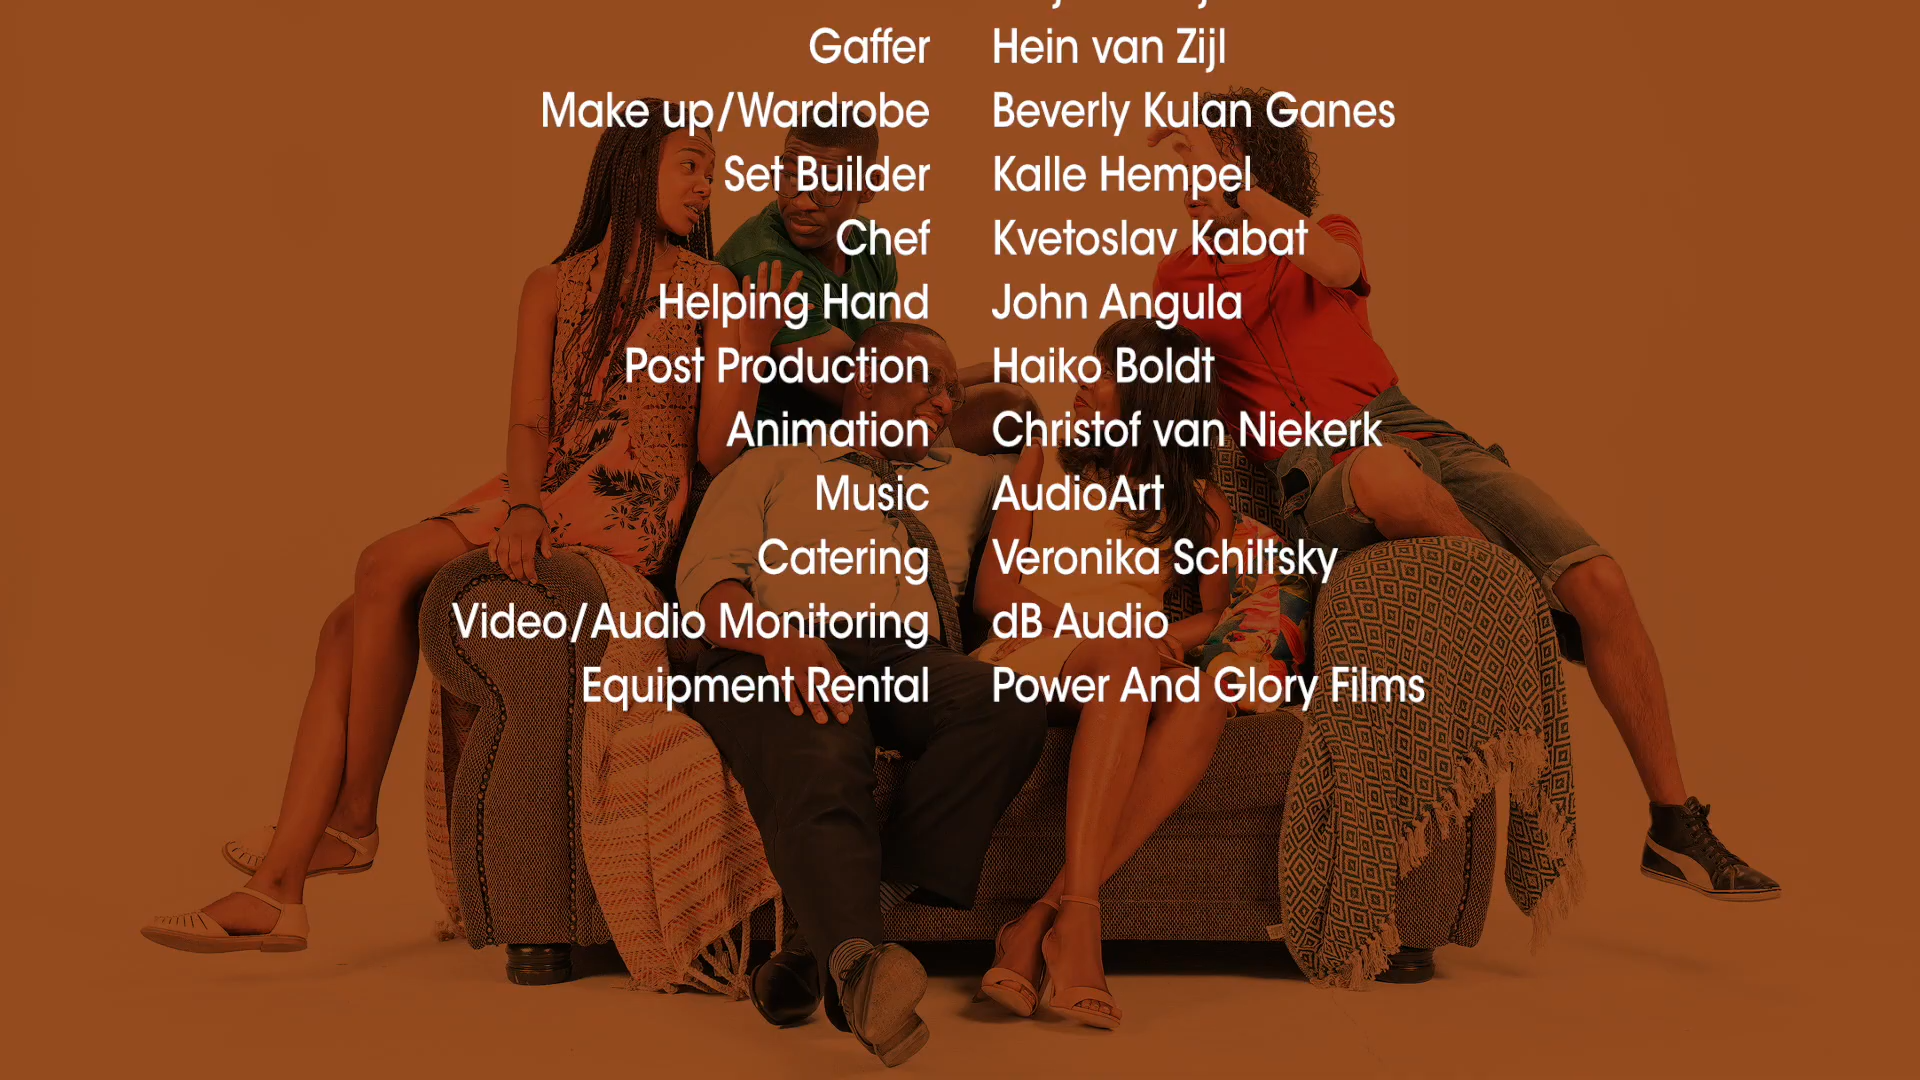 Gaffer Hein van Zijl
Make up/Wardrobe Beverly Kulan Ganes
Set Builder Kalle Hempel
Chef Kvetoslav Kabat
Helping Hand John Angula
Post Production Haiko Boldt
Animation Christof van Niekerk
Music AudioArt
Catering Veronika Schiltsky
Video/Audio Monitoring dB Audio
Equipment Rental Power And Glory Films